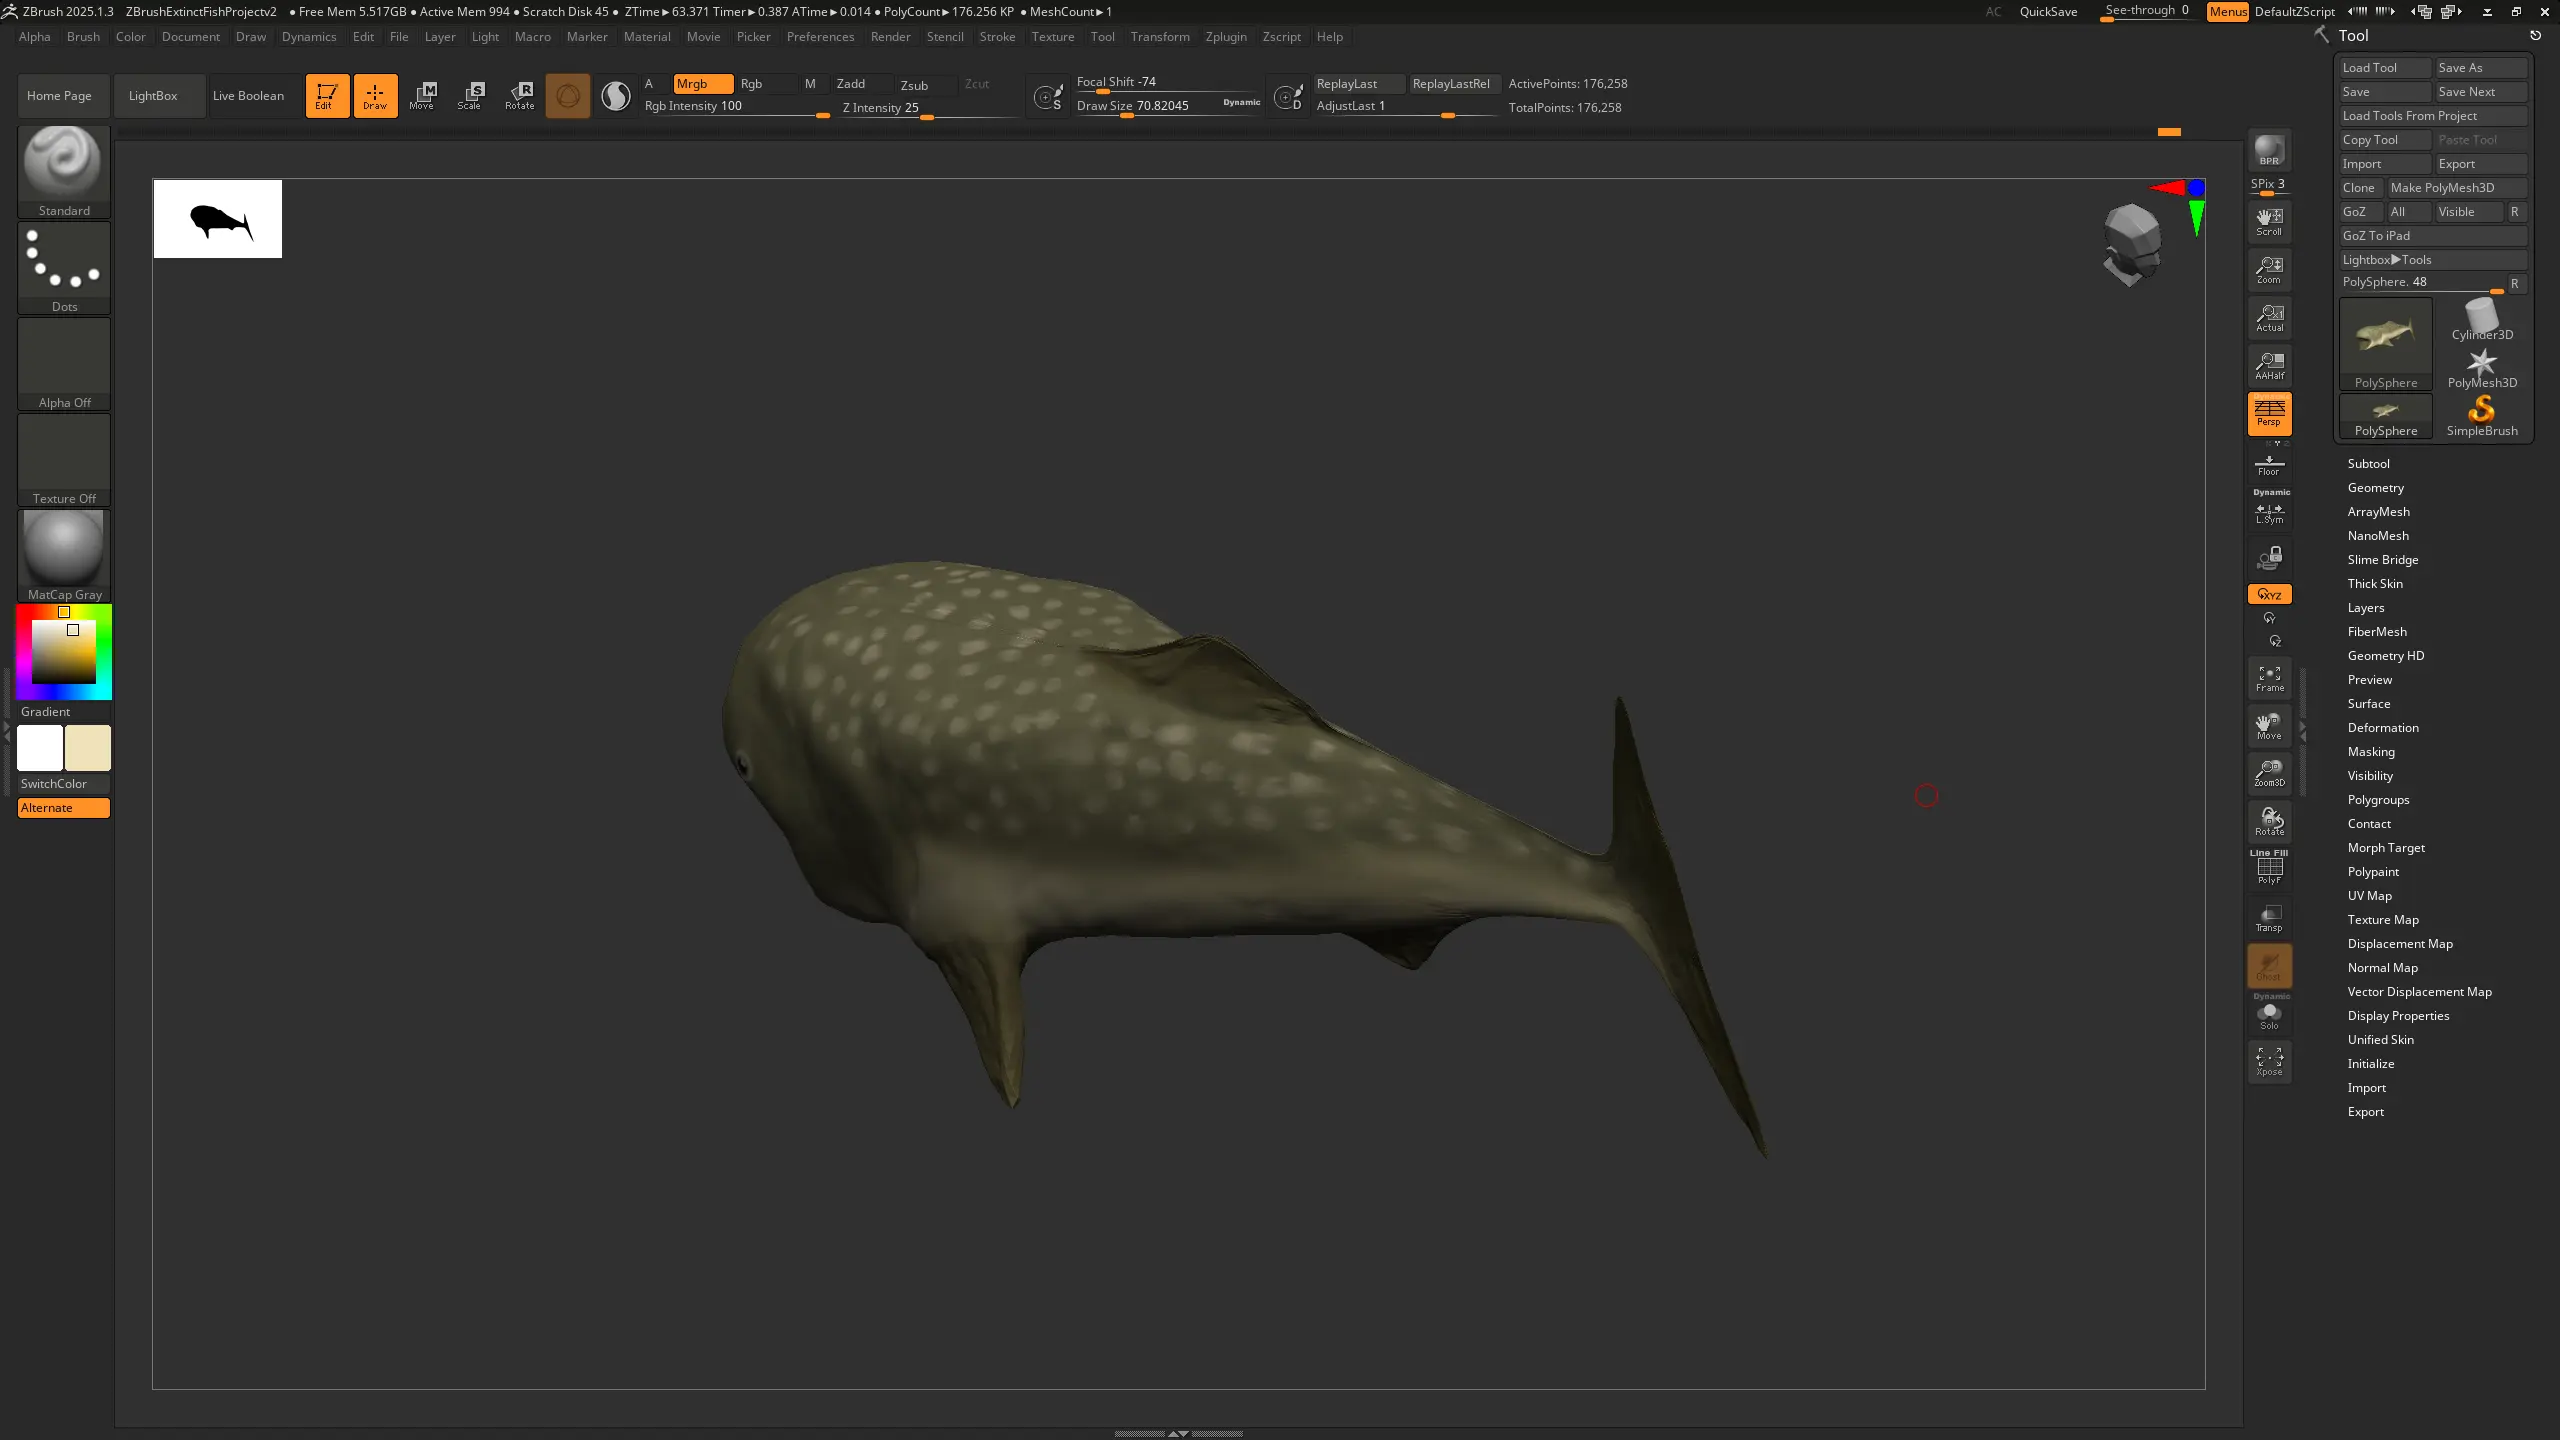 ZBrush 2025.1.3 ZBrushExtinctFishProjectv2 ● Free Mem 5.517GB ● Active Mem 994 ● Scratch Disk 45 ● ZTime►63.371 Timer►0.387 ATime►0.014 ● PolyCount►176.256 KP ● MeshCount►1 AC QuickSave See-through 0 Menus DefaultZScript
Alpha Brush Color Document Draw Dynamics Edit File Layer Light Macro Marker Material Movie Picker Preferences Render Stencil Stroke Texture Tool Transform Zplugin Zscript Help
Home Page LightBox Live Boolean Edit Draw Move Scale Rotate
A Mrgb Rgb M Zadd Zsub Zcut
Rgb Intensity 100 Z Intensity 25
Focal Shift -74
Draw Size 70.82045 Dynamic
ReplayLast ReplayLastRel ActivePoints: 176,258
AdjustLast 1 TotalPoints: 176,258
Standard
Dots
Alpha Off
Texture Off
MatCap Gray
Gradient
SwitchColor
Alternate
BPR
SPix 3
Scroll
Zoom
Actual
AAHalf
Persp
Floor
Dynamic
L.Sym
XYZ
Frame
Move
Zoom3D
Rotate
Line Fill
PolyF
Transp
Ghost
Dynamic
Solo
Xpose
Tool
Load Tool Save As
Save Save Next
Load Tools From Project
Copy Tool Paste Tool
Import Export
Clone Make PolyMesh3D
GoZ All Visible R
GoZ To iPad
Lightbox►Tools
PolySphere. 48 R
Cylinder3D
PolySphere PolyMesh3D
PolySphere SimpleBrush
Subtool
Geometry
ArrayMesh
NanoMesh
Slime Bridge
Thick Skin
Layers
FiberMesh
Geometry HD
Preview
Surface
Deformation
Masking
Visibility
Polygroups
Contact
Morph Target
Polypaint
UV Map
Texture Map
Displacement Map
Normal Map
Vector Displacement Map
Display Properties
Unified Skin
Initialize
Import
Export